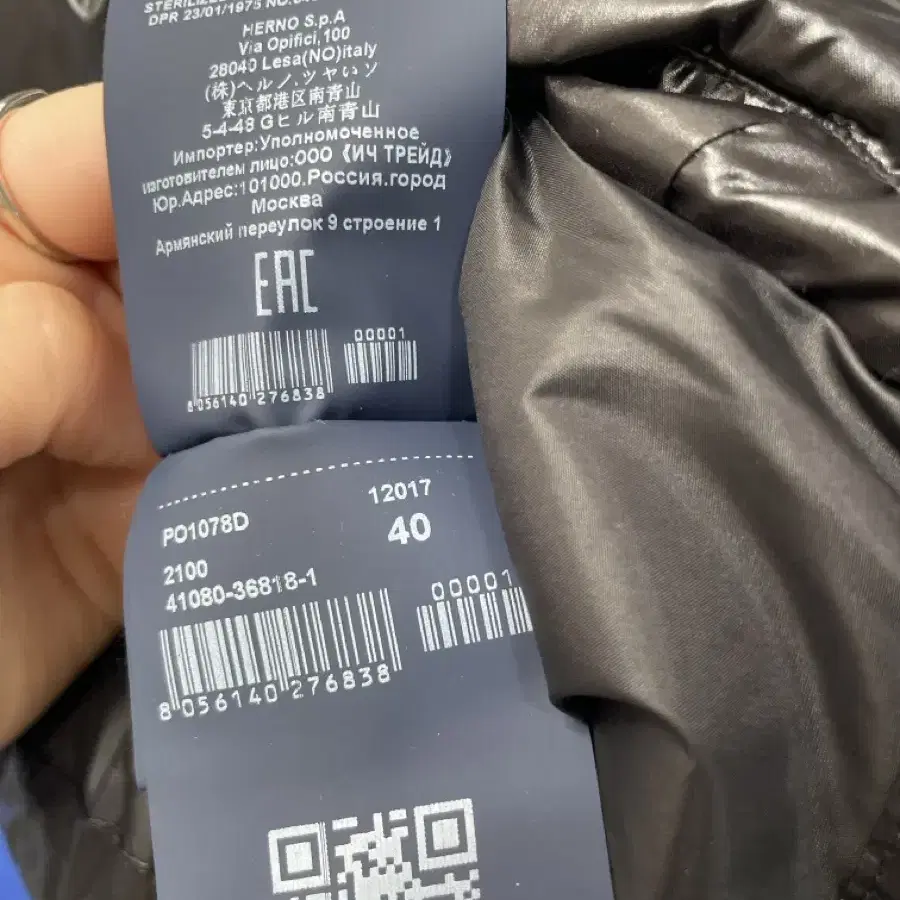 STERILIZED
DPR 23/01/1975 NO.
HERNO S.p.A
Via Opifici,100
28040 Lesa(NO)italy
(株)ヘルノ.ツヤいソ
東京都港区南青山
5-4-48 Gヒル南青山
Импортер:Уполномоченное
изготовителем лицо:ООО《ИЧ ТРЕЙД》
Юр.Адрес:101000.Россия.город
Москва
Армянский переулок 9 строение 1
EAC
00001
8 056140 276838
12017
PO1078D
40
2100
41080-36818-1
00001
8 056140 276838